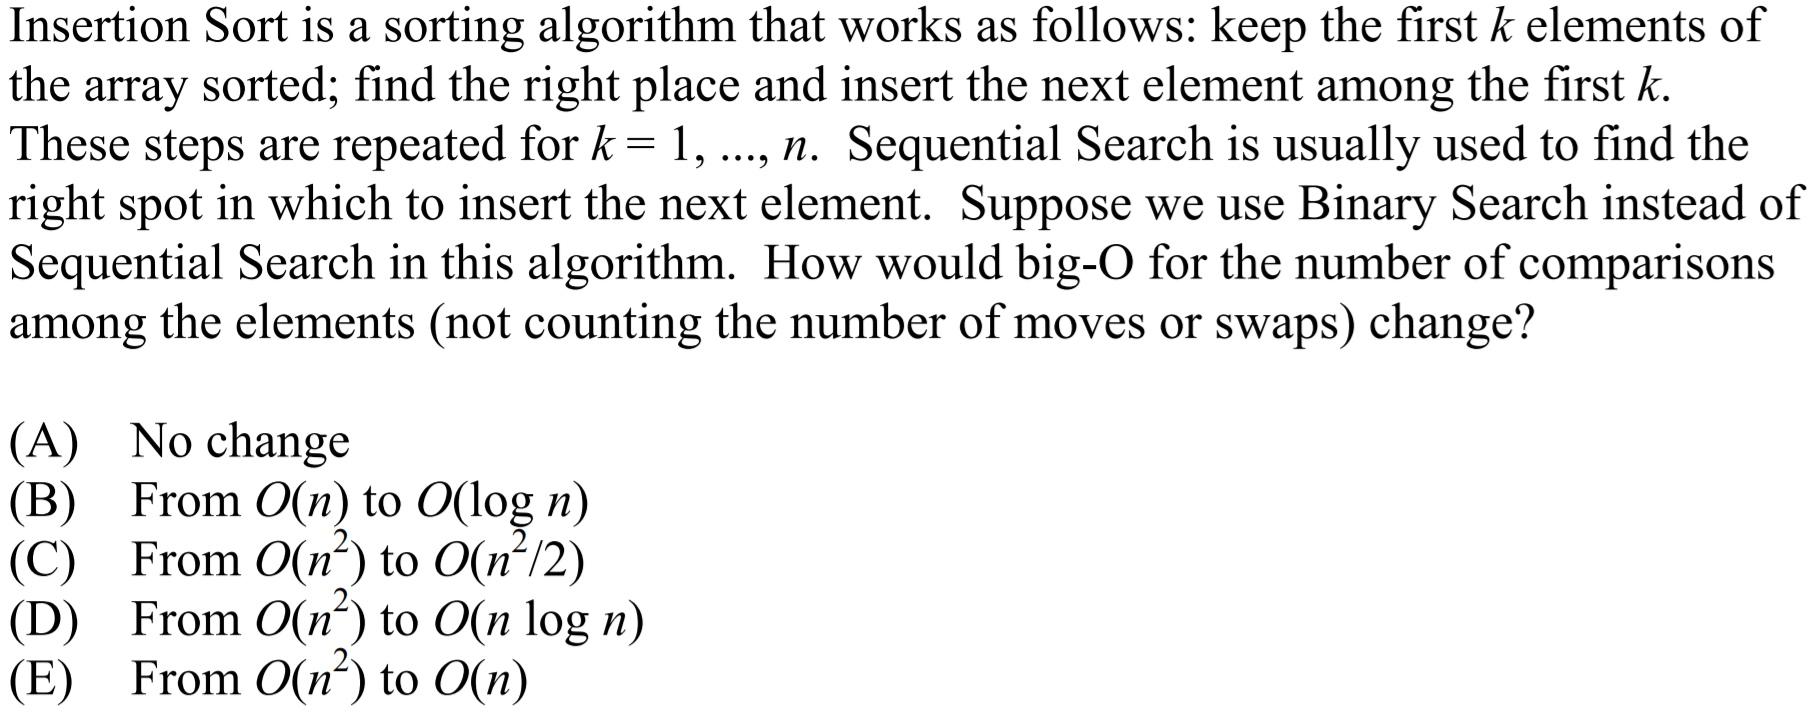 Insertion Sort is a sorting algorithm that works as follows: keep the first k elements of
the array sorted; find the right place and insert the next element among the first k.
These steps are repeated for k = 1, ..., n.  Sequential Search is usually used to find the
right spot in which to insert the next element.  Suppose we use Binary Search instead of
Sequential Search in this algorithm.  How would big-O for the number of comparisons
among the elements (not counting the number of moves or swaps) change?
(A) No change
(B) From O(n) to O(log n)
(C) From O(n²) to O(n²/2)
(D) From O(n²) to O(n log n)
(E) From O(n²) to O(n)